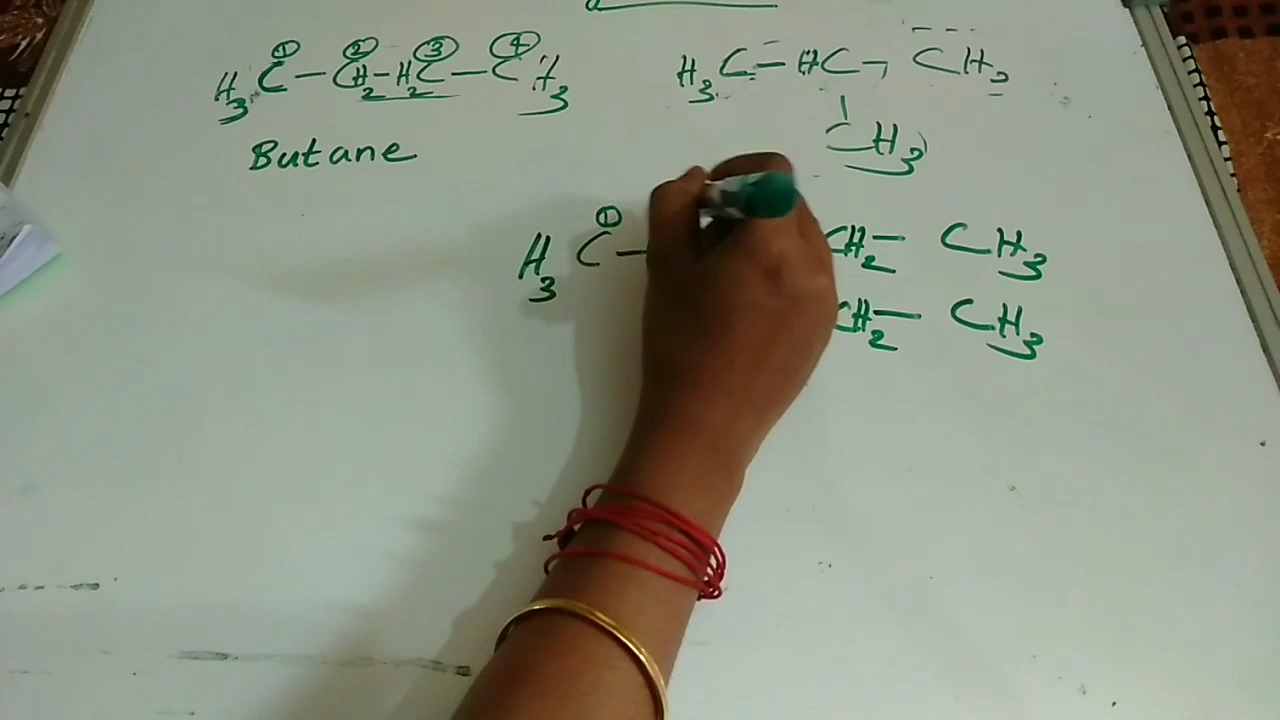 ① ② ③ ④
H₃C – CH₂–H₂C – CH₃
Butane
H₃C – HC – CH₃
CH₃
①
H₃C – CH₂ – CH₃
CH₂ – CH₃